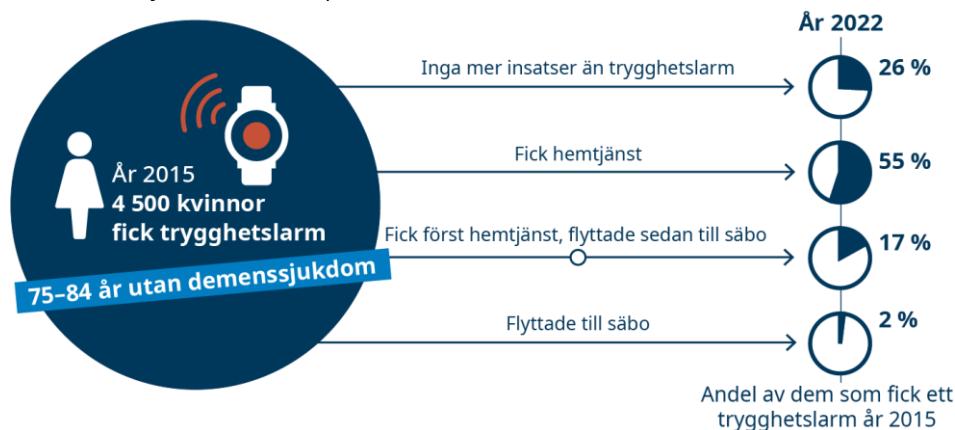 År 2022
Inga mer insatser än trygghetslarm
26 %
Fick hemtjänst
55 %
År 2015
4 500 kvinnor
fick trygghetslarm
75–84 år utan demenssjukdom
Fick först hemtjänst, flyttade sedan till säbo
17 %
Flyttade till säbo
2 %
Andel av dem som fick ett
trygghetslarm år 2015